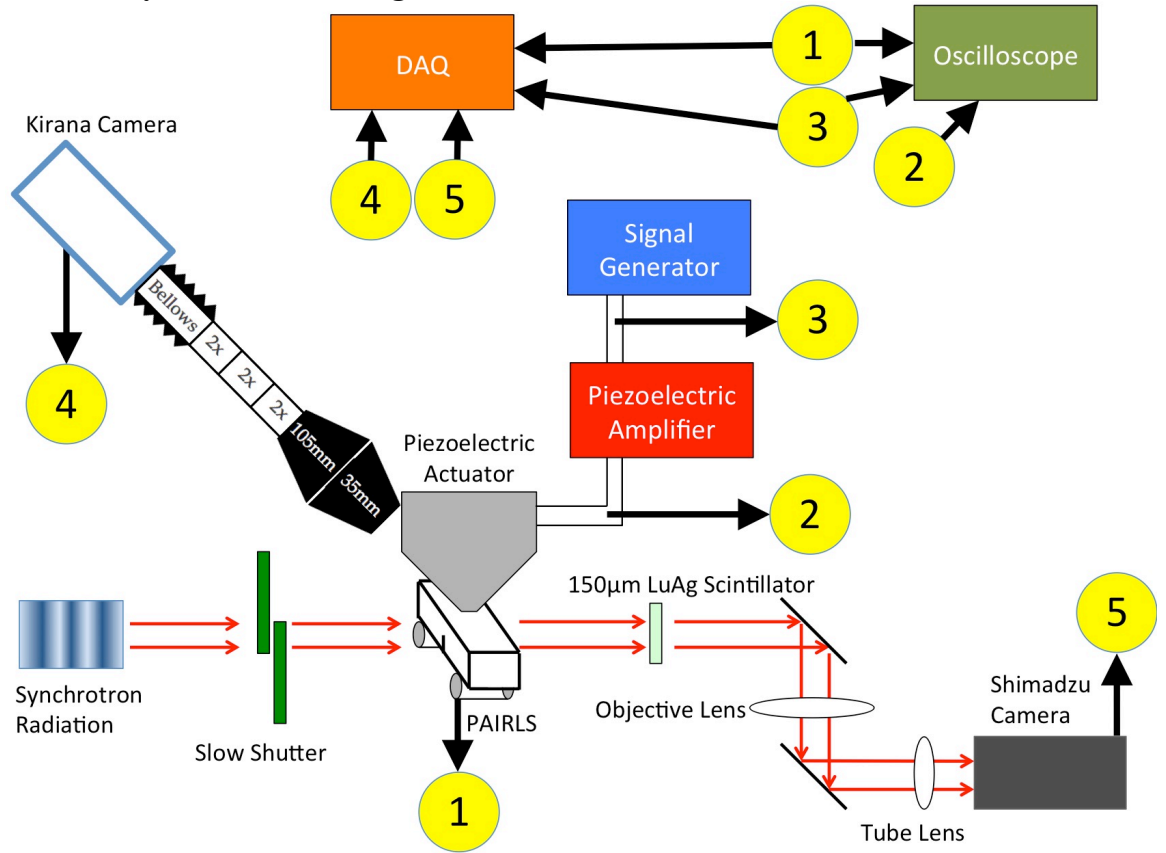 DAQ
1
Oscilloscope
3
2
4
5
Kirana Camera
Signal
Generator
3
Bellows
2x
2x
2x
105mm
35mm
4
Piezoelectric
Amplifier
Piezoelectric
Actuator
2
150μm LuAg Scintillator
5
Synchrotron
Radiation
Slow Shutter
PAIRLS
Objective Lens
Shimadzu
Camera
1
Tube Lens